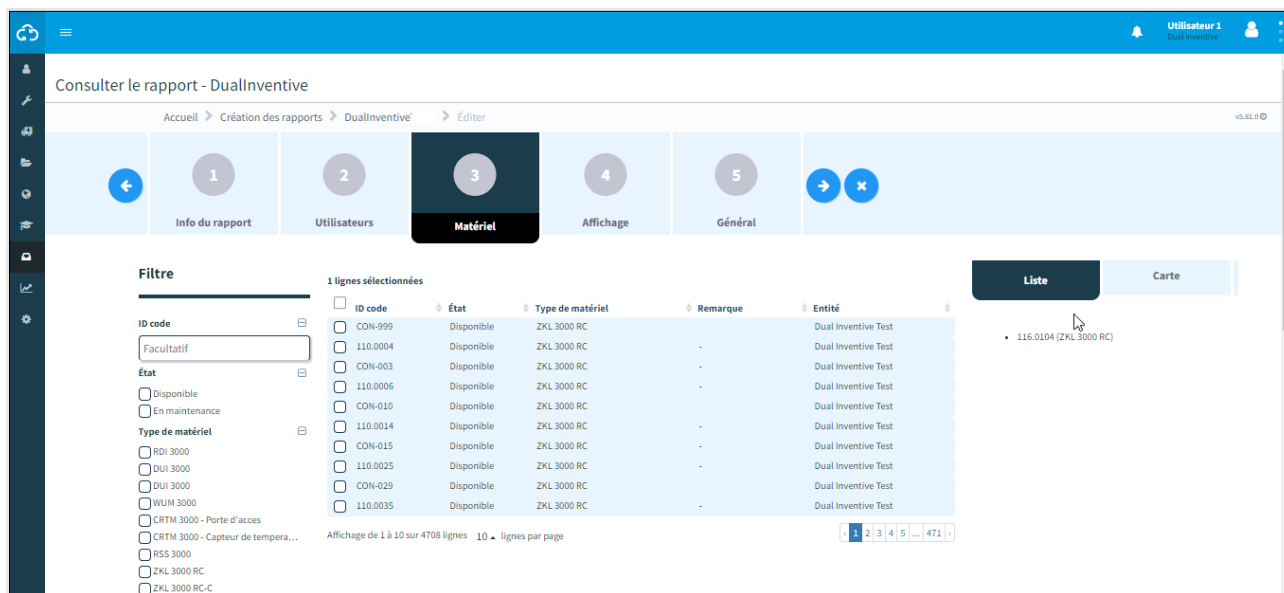 Utilisateur 1
Dual Inventive
Consulter le rapport - DualInventive
Accueil > Création des rapports > DualInventive > Éditer
v5.81.0
1 2 3 4 5
Info du rapport Utilisateurs Matériel Affichage Général
Filtre
1 lignes sélectionnées
Liste Carte
ID code État Type de matériel Remarque Entité
116.0104 (ZKL 3000 RC)
ID code
Facultatif
État
Disponible
En maintenance
Type de matériel
RDI 3000
DUI 3000
DUI 3000
WUM 3000
CRTM 3000 - Porte d'acces
CRTM 3000 - Capteur de tempera...
RSS 3000
ZKL 3000 RC
ZKL 3000 RC-C
CON-999 Disponible ZKL 3000 RC Dual Inventive Test
110.0004 Disponible ZKL 3000 RC - Dual Inventive Test
CON-003 Disponible ZKL 3000 RC - Dual Inventive Test
110.0006 Disponible ZKL 3000 RC - Dual Inventive Test
CON-010 Disponible ZKL 3000 RC Dual Inventive Test
110.0014 Disponible ZKL 3000 RC - Dual Inventive Test
CON-015 Disponible ZKL 3000 RC - Dual Inventive Test
110.0025 Disponible ZKL 3000 RC - Dual Inventive Test
CON-029 Disponible ZKL 3000 RC Dual Inventive Test
110.0035 Disponible ZKL 3000 RC - Dual Inventive Test
Affichage de 1 à 10 sur 4708 lignes 10 lignes par page
‹ 1 2 3 4 5 ... 471 ›